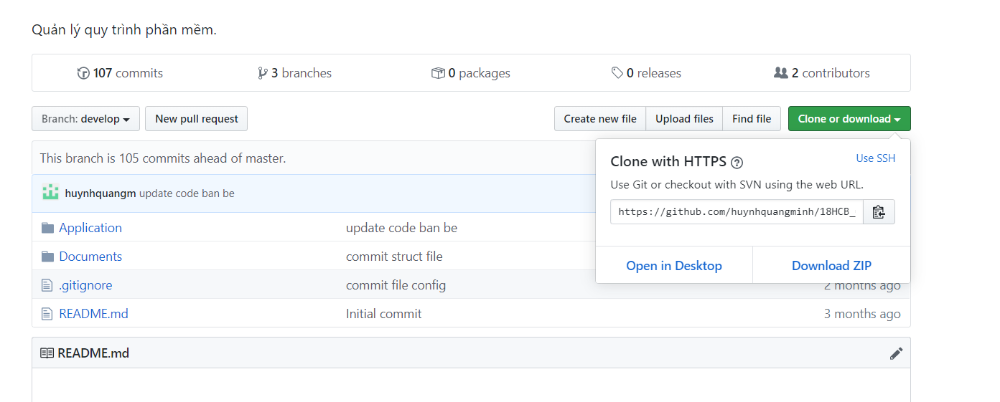 Quản lý quy trình phần mềm.
107 commits 3 branches 0 packages 0 releases 2 contributors
Branch: develop New pull request Create new file Upload files Find file Clone or download
This branch is 105 commits ahead of master.
Clone with HTTPS Use SSH
Use Git or checkout with SVN using the web URL.
https://github.com/huynhquangminh/18HCB_
Open in Desktop Download ZIP
huynhquangm update code ban be
Application update code ban be
Documents commit struct file
.gitignore commit file config 2 months ago
README.md Initial commit 3 months ago
README.md